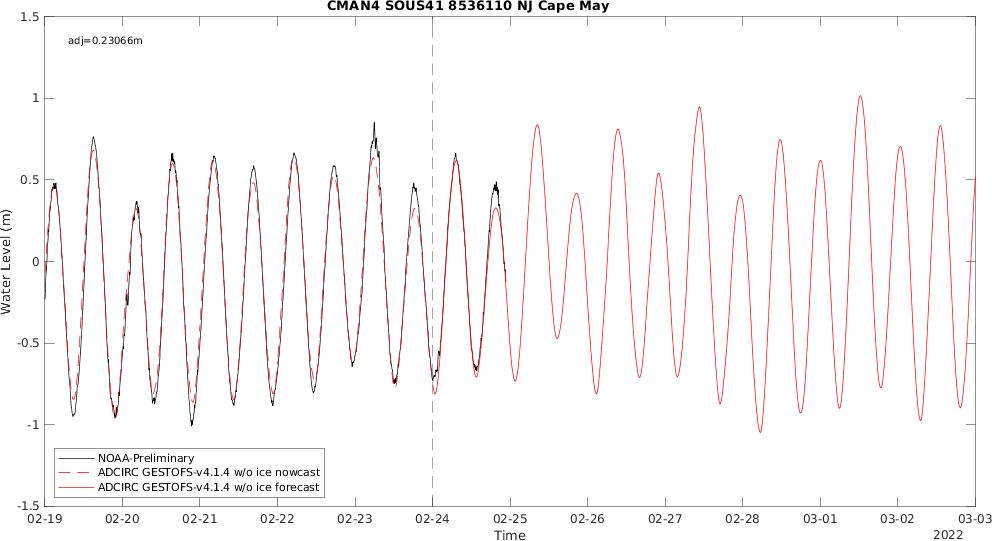 CMAN4 SOUS41 8536110 NJ Cape May
adj=0.23066m
1.5
1
0.5
0
-0.5
-1
-1.5
Water Level (m)
NOAA-Preliminary
ADCIRC GESTOFS-v4.1.4 w/o ice nowcast
ADCIRC GESTOFS-v4.1.4 w/o ice forecast
02-19 02-20 02-21 02-22 02-23 02-24 02-25 02-26 02-27 02-28 03-01 03-02 03-03
Time
2022